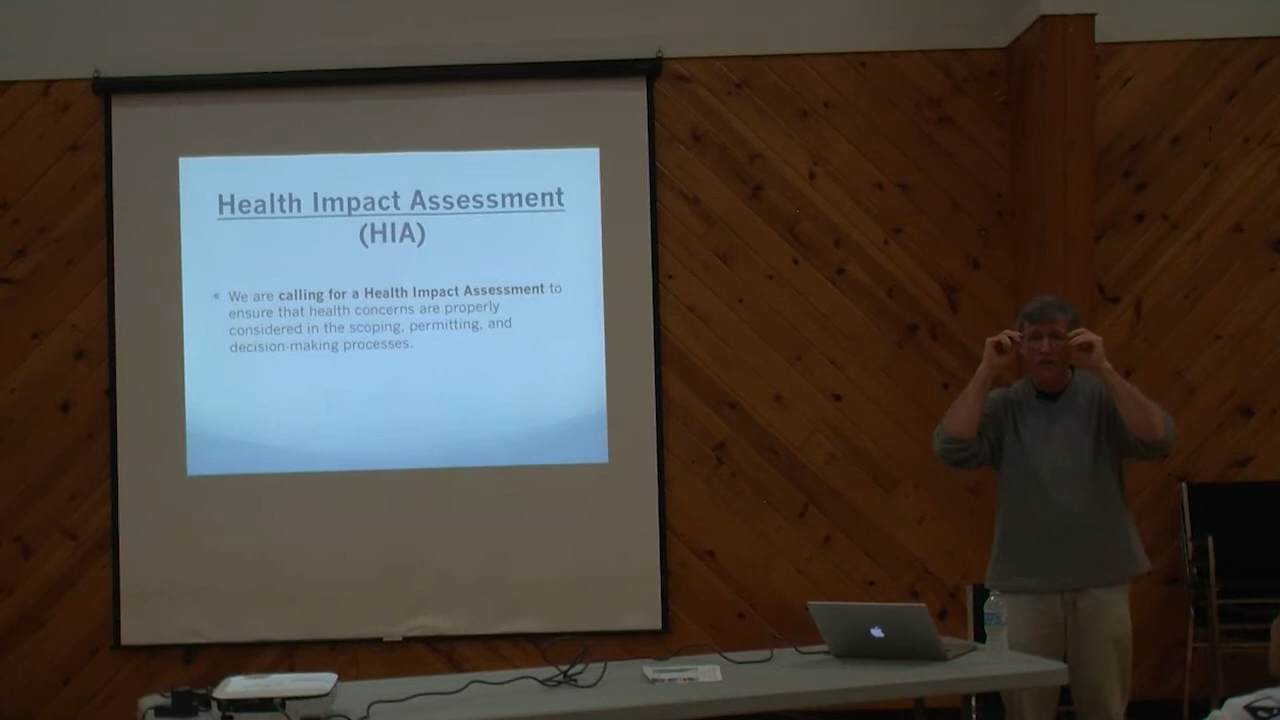 Health Impact Assessment
(HIA)
We are calling for a Health Impact Assessment to
ensure that health concerns are properly
considered in the scoping, permitting, and
decision-making processes.